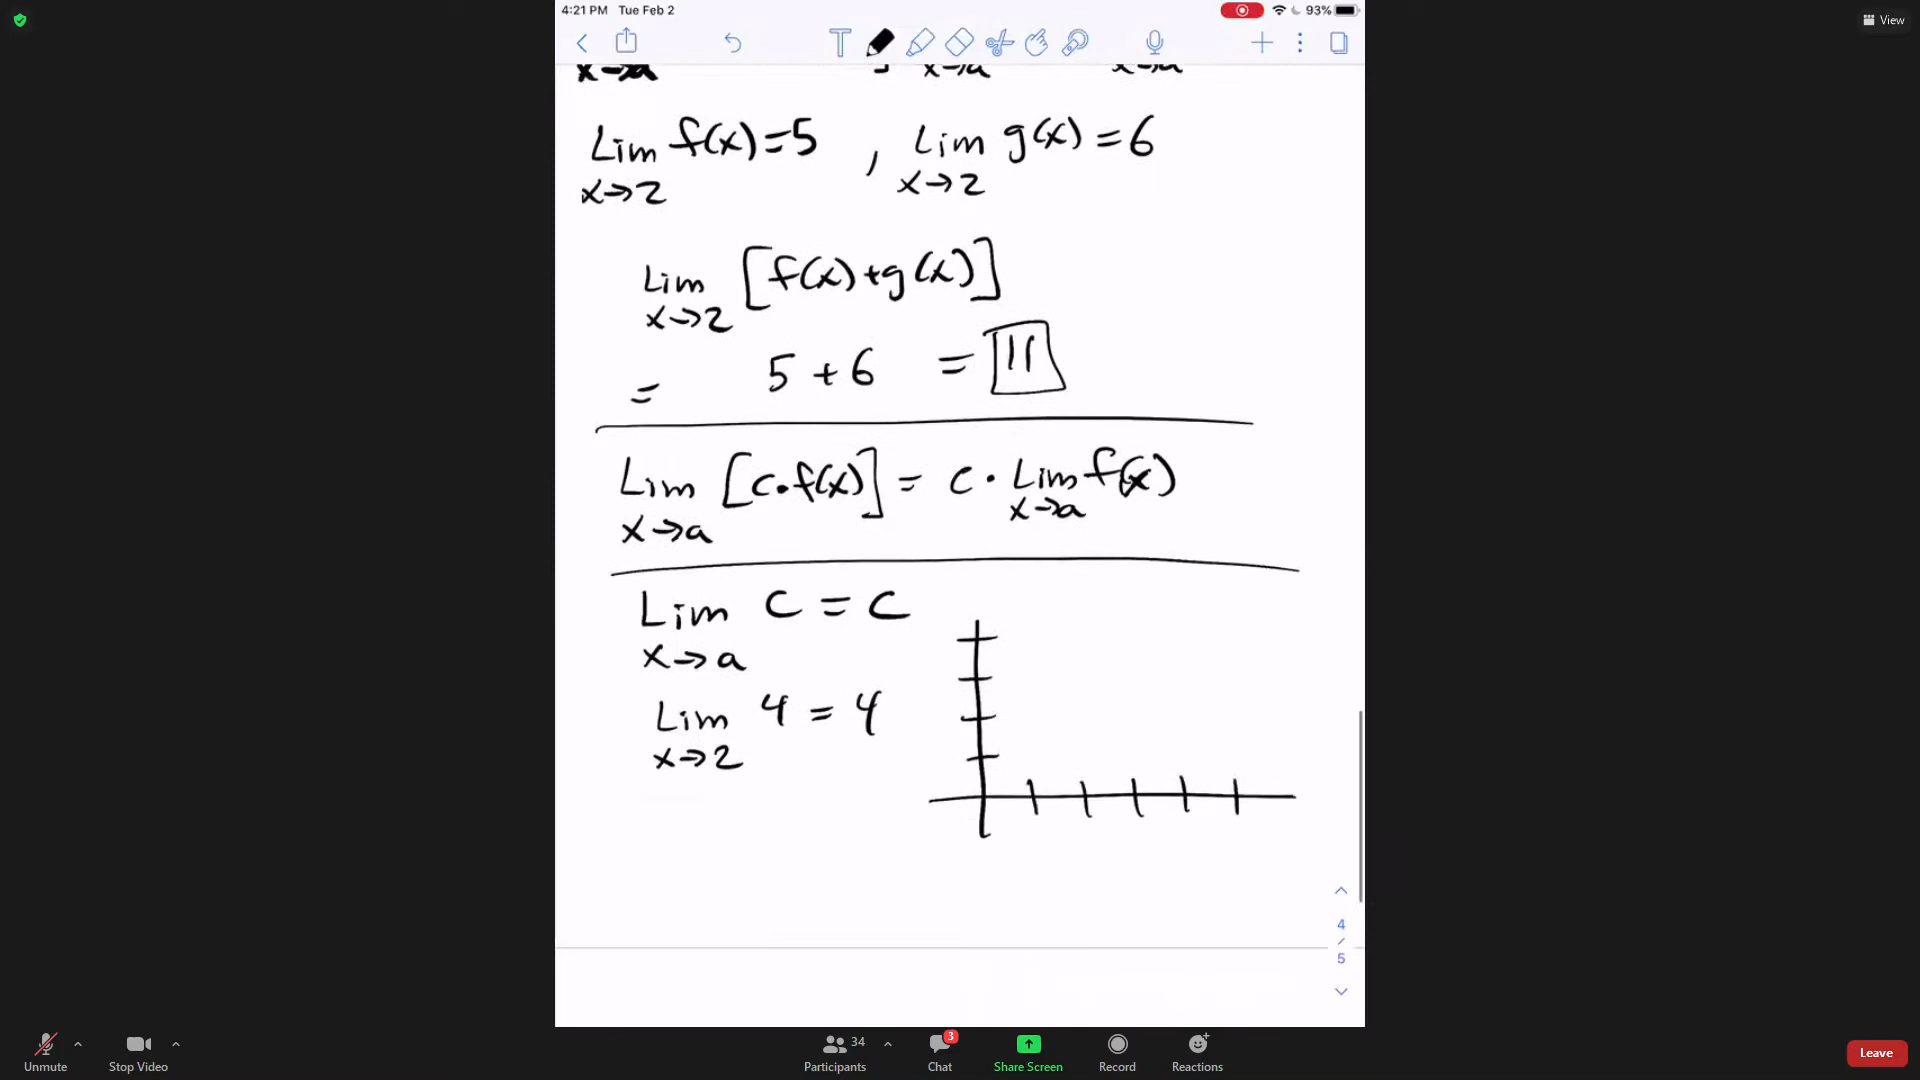 4:21 PM Tue Feb 2
93%
View
x→a x→a x→a
Lim f(x)=5 , Lim g(x)=6
x→2 x→2
Lim [f(x)+g(x)]
x→2
= 5 + 6 = 11
Lim [c·f(x)] = c · Lim f(x)
x→a x→a
Lim c = c
x→a
Lim 4 = 4
x→2
4
/
5
Unmute
Stop Video
34
Participants
3
Chat
Share Screen
Record
Reactions
Leave